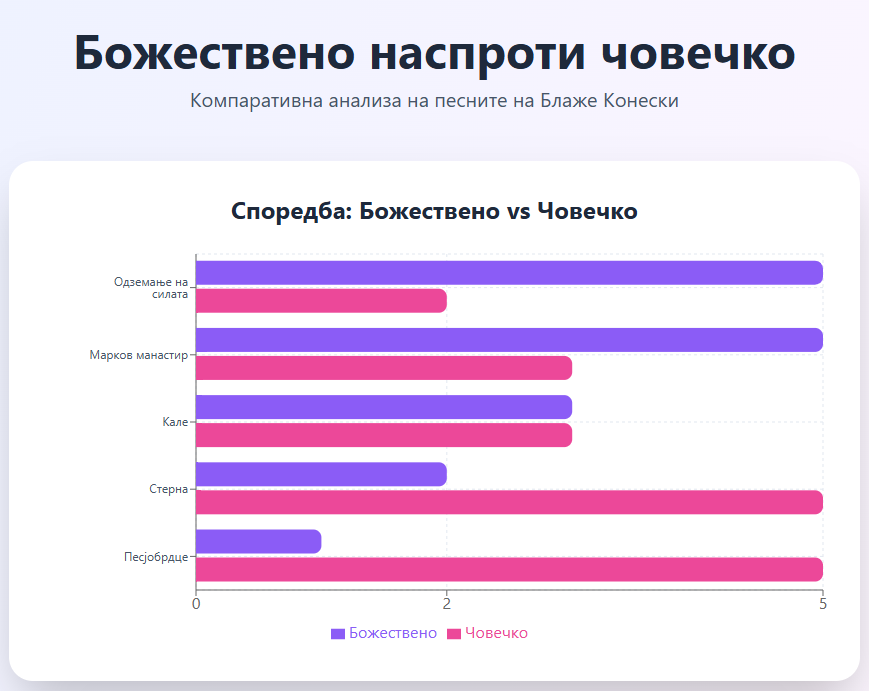 Божествено наспроти човечко
Компаративна анализа на песните на Блаже Конески
Споредба: Божествено vs Човечко
Одземање на
силата
Марков манастир
Кале
Стерна
Песјобрдце
0 2 5
Божествено Човечко